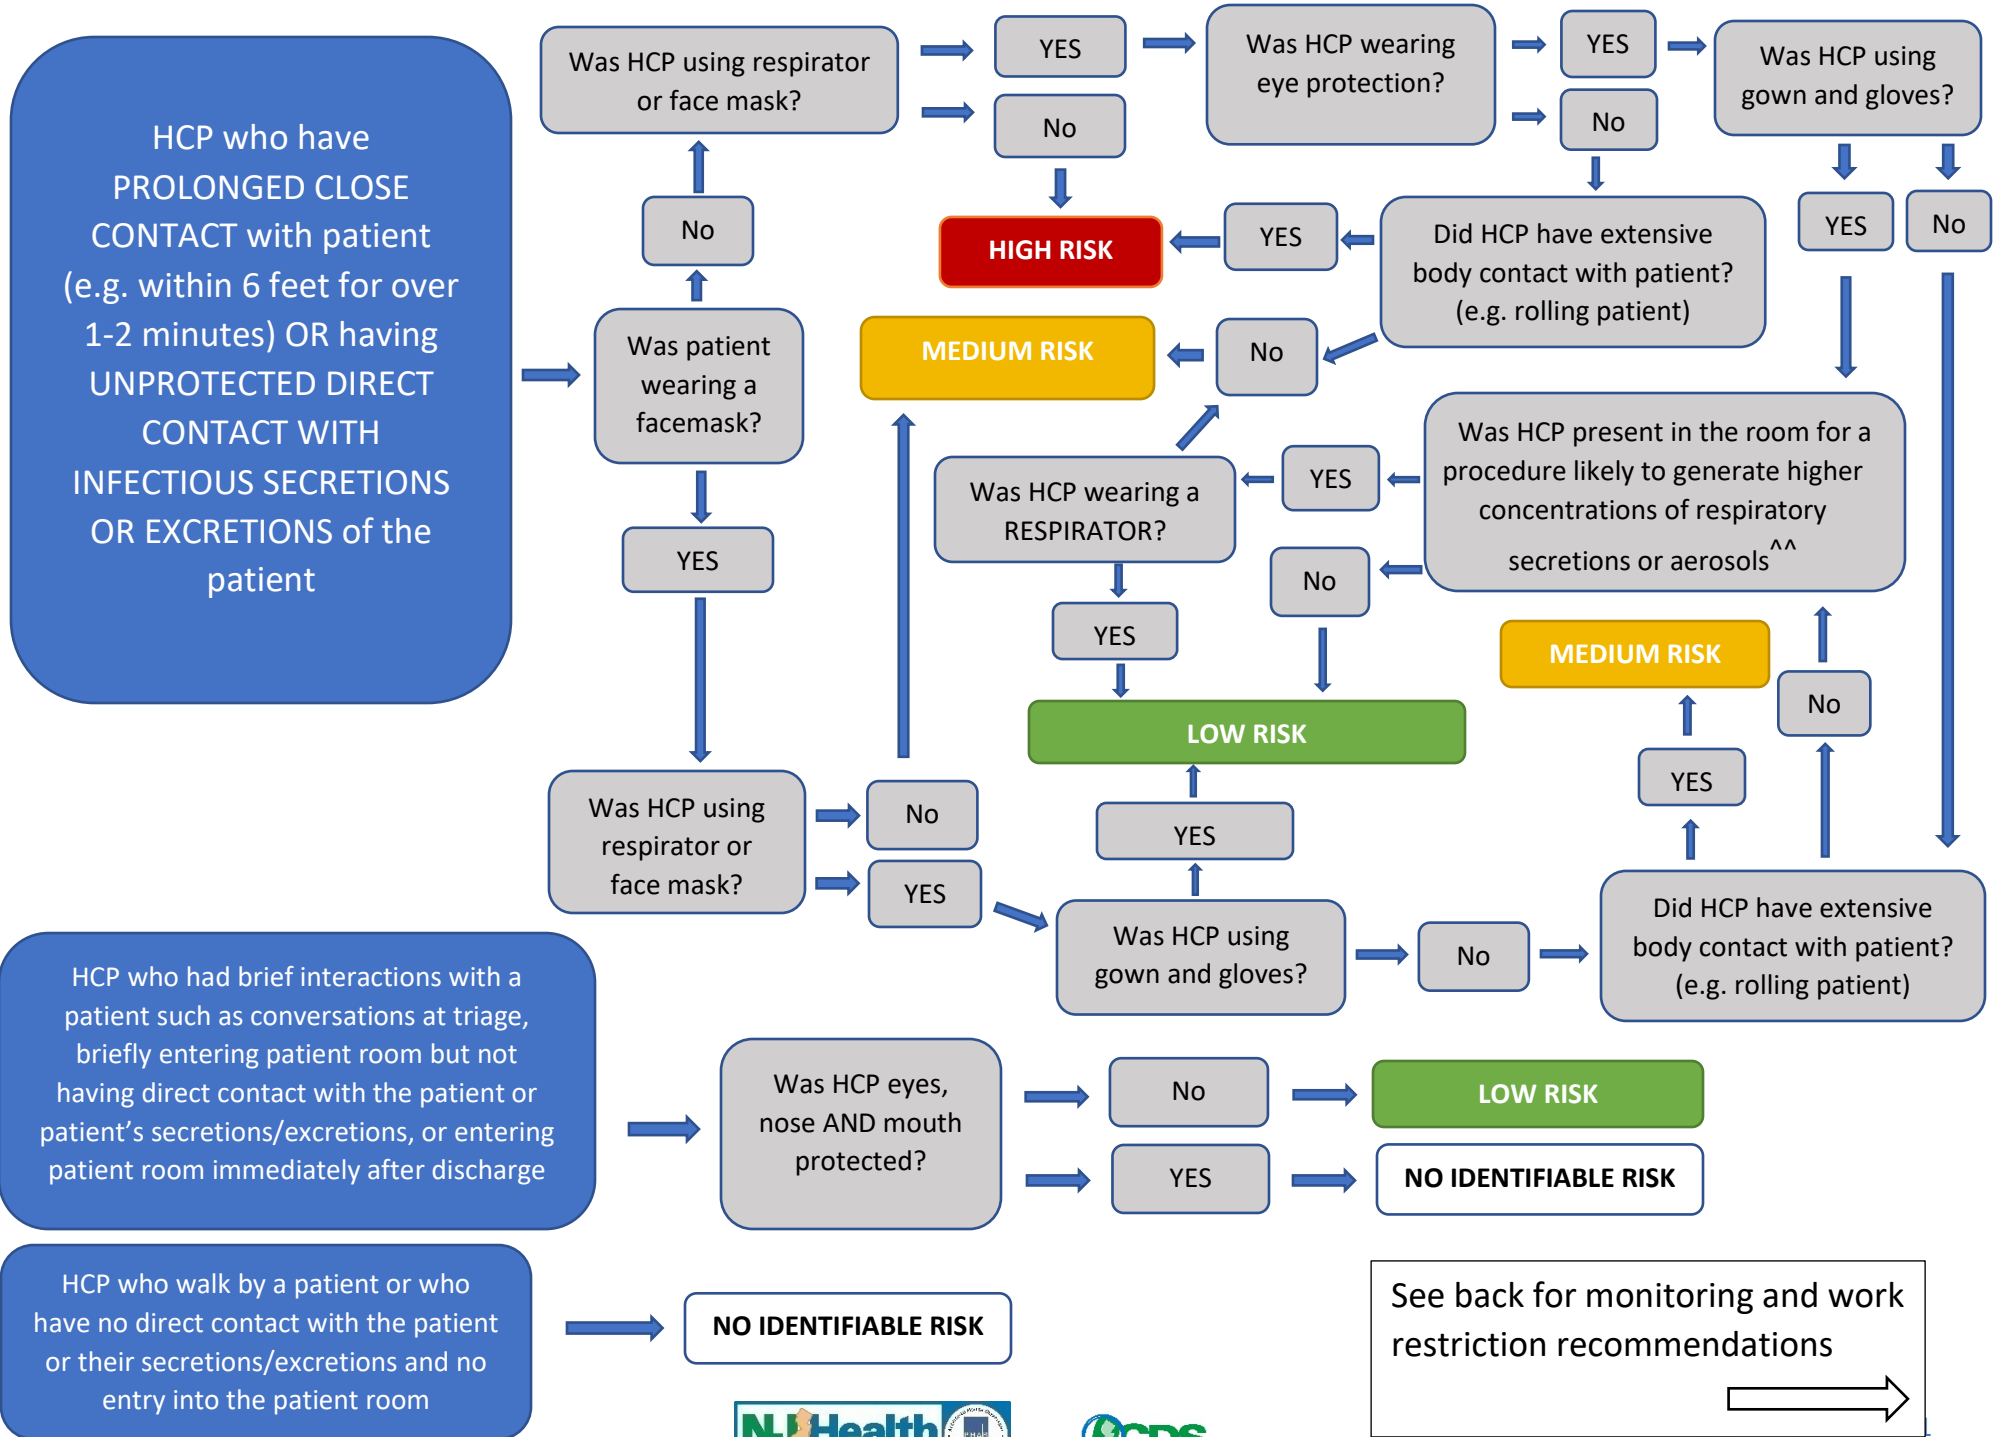 HCP who have
PROLONGED CLOSE
CONTACT with patient
(e.g. within 6 feet for over
1-2 minutes) OR having
UNPROTECTED DIRECT
CONTACT WITH
INFECTIOUS SECRETIONS
OR EXCRETIONS of the
patient
Was patient
wearing a
facemask?
No
Was HCP using respirator
or face mask?
YES
No
Was HCP wearing
eye protection?
YES
No
Was HCP using
gown and gloves?
YES
No
HIGH RISK
YES
Did HCP have extensive
body contact with patient?
(e.g. rolling patient)
MEDIUM RISK
No
Was HCP wearing a
RESPIRATOR?
YES
Was HCP present in the room for a
procedure likely to generate higher
concentrations of respiratory
secretions or aerosols^^
YES
No
YES
MEDIUM RISK
No
LOW RISK
YES
YES
Was HCP using
respirator or
face mask?
No
YES
Was HCP using
gown and gloves?
No
Did HCP have extensive
body contact with patient?
(e.g. rolling patient)
HCP who had brief interactions with a
patient such as conversations at triage,
briefly entering patient room but not
having direct contact with the patient or
patient’s secretions/excretions, or entering
patient room immediately after discharge
Was HCP eyes,
nose AND mouth
protected?
No
LOW RISK
YES
NO IDENTIFIABLE RISK
HCP who walk by a patient or who
have no direct contact with the patient
or their secretions/excretions and no
entry into the patient room
NO IDENTIFIABLE RISK
See back for monitoring and work
restriction recommendations
NJ Health
CDS